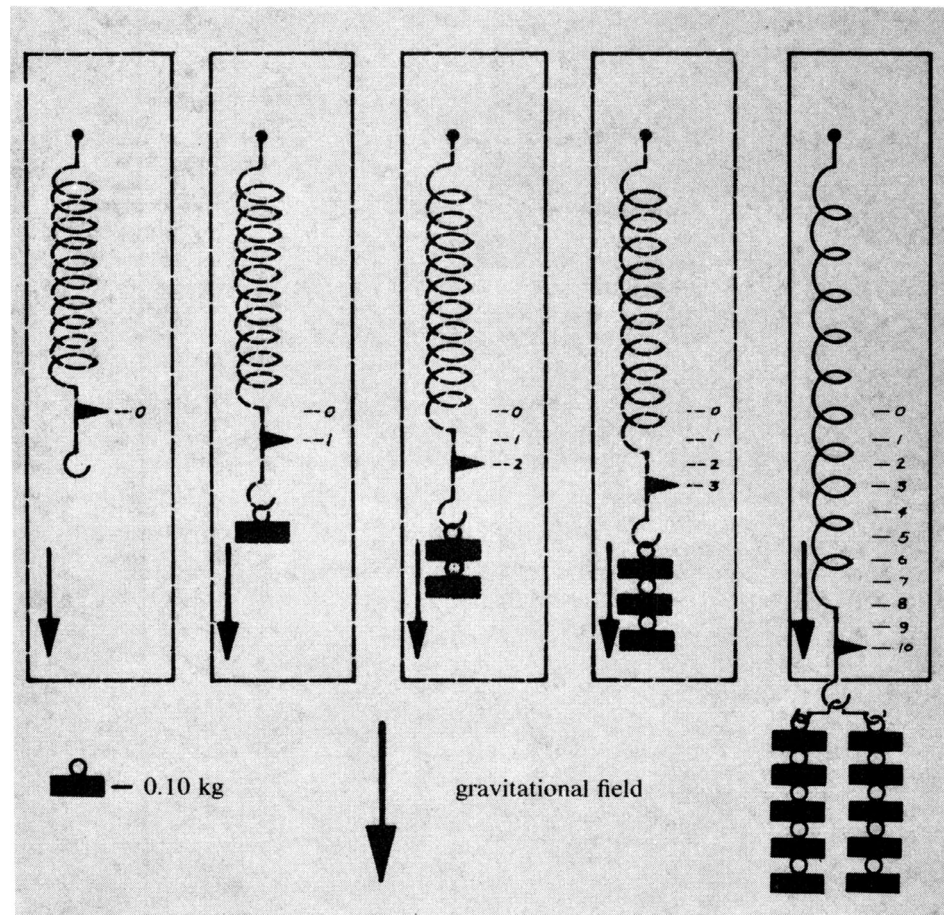 --0 --0 --0 --0 — 0
--1 --1 --1 — 1
---2 --2 — 2
--3 — 3
— 4
— 5
— 6
— 7
— 8
— 9
— 10
— 0.10 kg
gravitational field